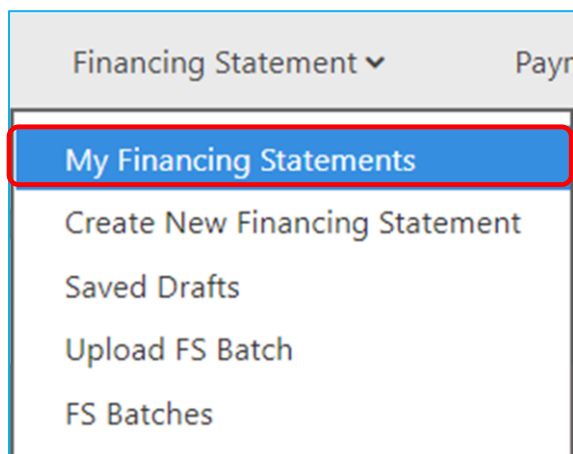 Financing Statement
My Financing Statements
Create New Financing Statement
Saved Drafts
Upload FS Batch
FS Batches